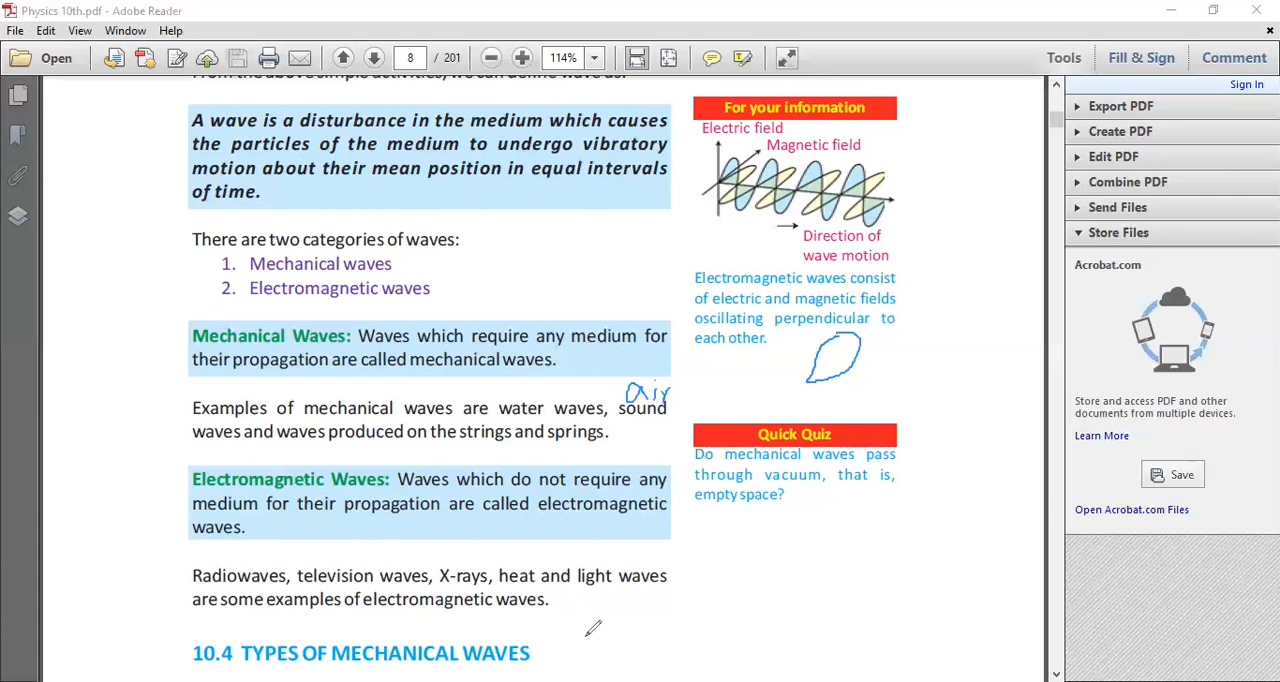 Physics 10th.pdf - Adobe Reader
File Edit View Window Help
Open 8 / 201 114% Tools Fill & Sign Comment
Sign In
From the above simple activities, we can define wave as:
A wave is a disturbance in the medium which causes
the particles of the medium to undergo vibratory
motion about their mean position in equal intervals
of time.
There are two categories of waves:
1. Mechanical waves
2. Electromagnetic waves
Mechanical Waves: Waves which require any medium for
their propagation are called mechanical waves.
air
Examples of mechanical waves are water waves, sound
waves and waves produced on the strings and springs.
Electromagnetic Waves: Waves which do not require any
medium for their propagation are called electromagnetic
waves.
Radiowaves, television waves, X-rays, heat and light waves
are some examples of electromagnetic waves.
10.4 TYPES OF MECHANICAL WAVES
For your information
Electric field
Magnetic field
Direction of
wave motion
Electromagnetic waves consist
of electric and magnetic fields
oscillating perpendicular to
each other.
Quick Quiz
Do mechanical waves pass
through vacuum, that is,
empty space?
Export PDF
Create PDF
Edit PDF
Combine PDF
Send Files
Store Files
Acrobat.com
Store and access PDF and other
documents from multiple devices.
Learn More
Save
Open Acrobat.com Files